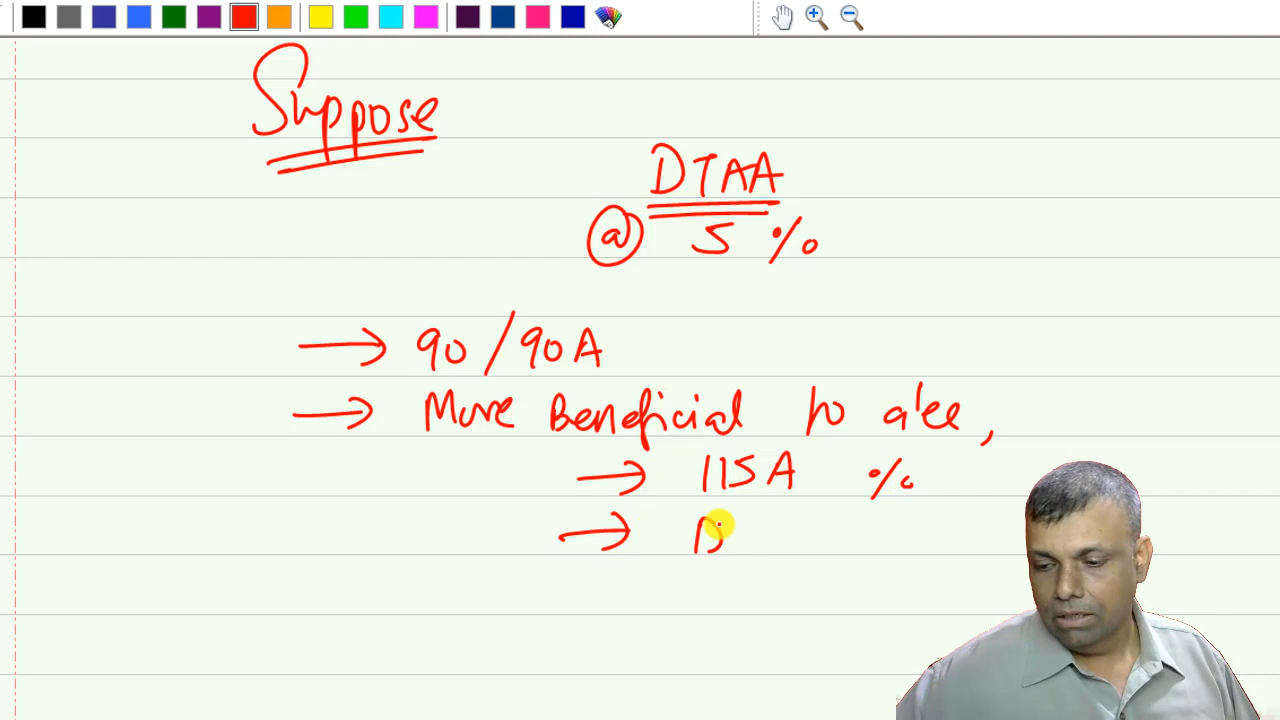 Suppose
DTAA
@ 5 %
→ 90/90A
→ More Beneficial to a'ee,
→ 115A %
→ D